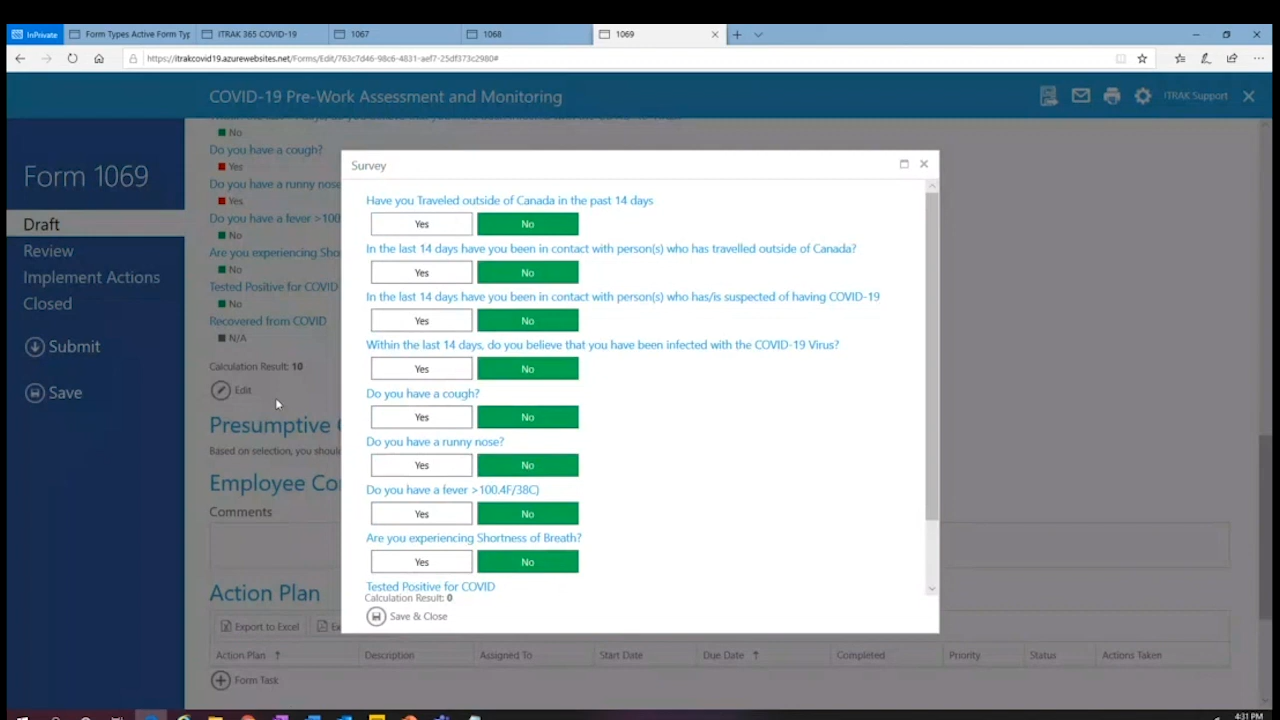 InPrivate
Form Types Active Form Typ
iTRAK 365 COVID-19
1067
1068
1069
https://itrakcovid19.azurewebsites.net/Forms/Edit/763c7d46-98c6-4831-aef7-25df373c2980#
COVID-19 Pre-Work Assessment and Monitoring
iTRAK Support
Form 1069
Draft
Review
Implement Actions
Closed
Submit
Save
No
Do you have a cough?
Yes
Do you have a runny nose
Yes
Do you have a fever >100
No
Are you experiencing Sho
No
Tested Positive for COVID
No
Recovered from COVID
N/A
Calculation Result: 10
Edit
Presumptive
Based on selection, you should
Employee Co
Comments
Action Plan
Export to Excel
Ex
Action Plan
Description
Assigned To
Start Date
Due Date
Completed
Priority
Status
Actions Taken
Form Task
Survey
Have you Traveled outside of Canada in the past 14 days
Yes No
In the last 14 days have you been in contact with person(s) who has travelled outside of Canada?
Yes No
In the last 14 days have you been in contact with person(s) who has/is suspected of having COVID-19
Yes No
Within the last 14 days, do you believe that you have been infected with the COVID-19 Virus?
Yes No
Do you have a cough?
Yes No
Do you have a runny nose?
Yes No
Do you have a fever >100.4F/38C)
Yes No
Are you experiencing Shortness of Breath?
Yes No
Tested Positive for COVID
Calculation Result: 0
Save & Close
4:31 PM